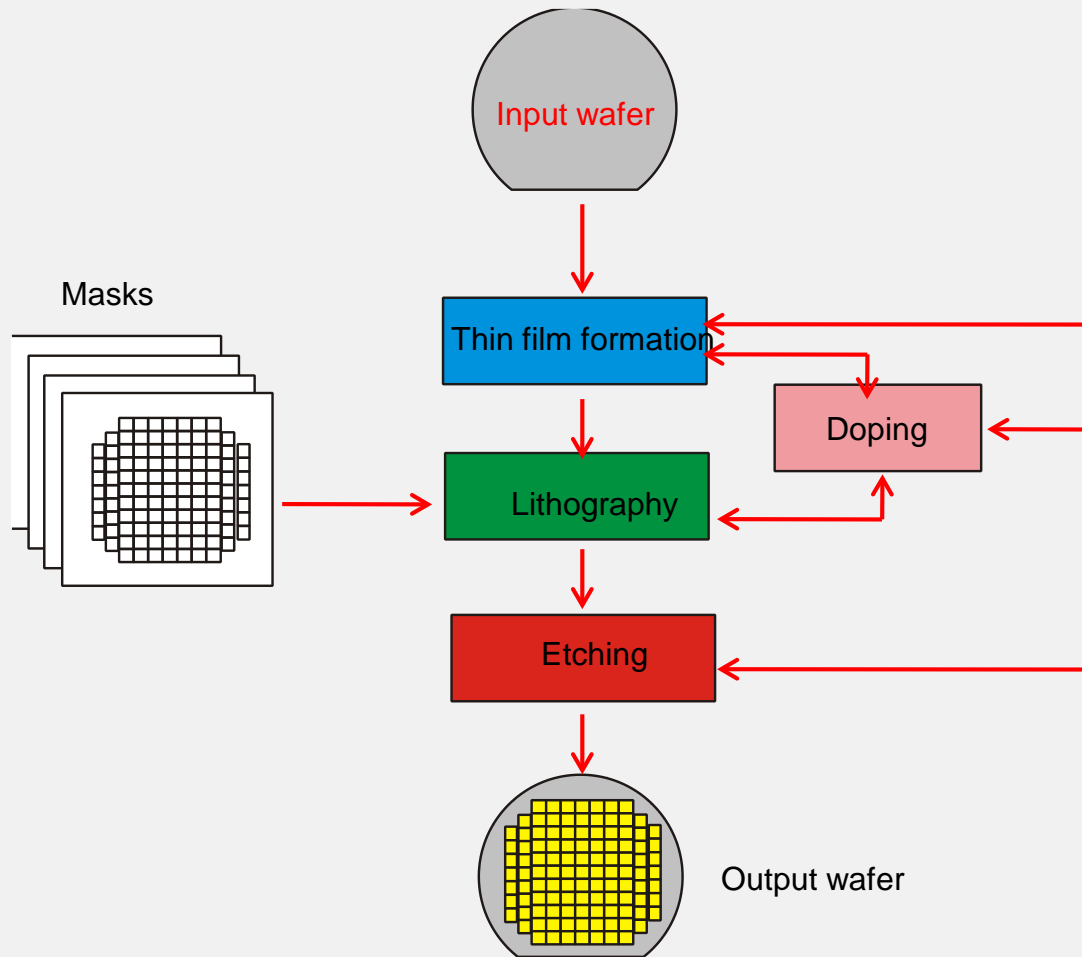 Input wafer
Masks
Thin film formation
Doping
Lithography
Etching
Output wafer